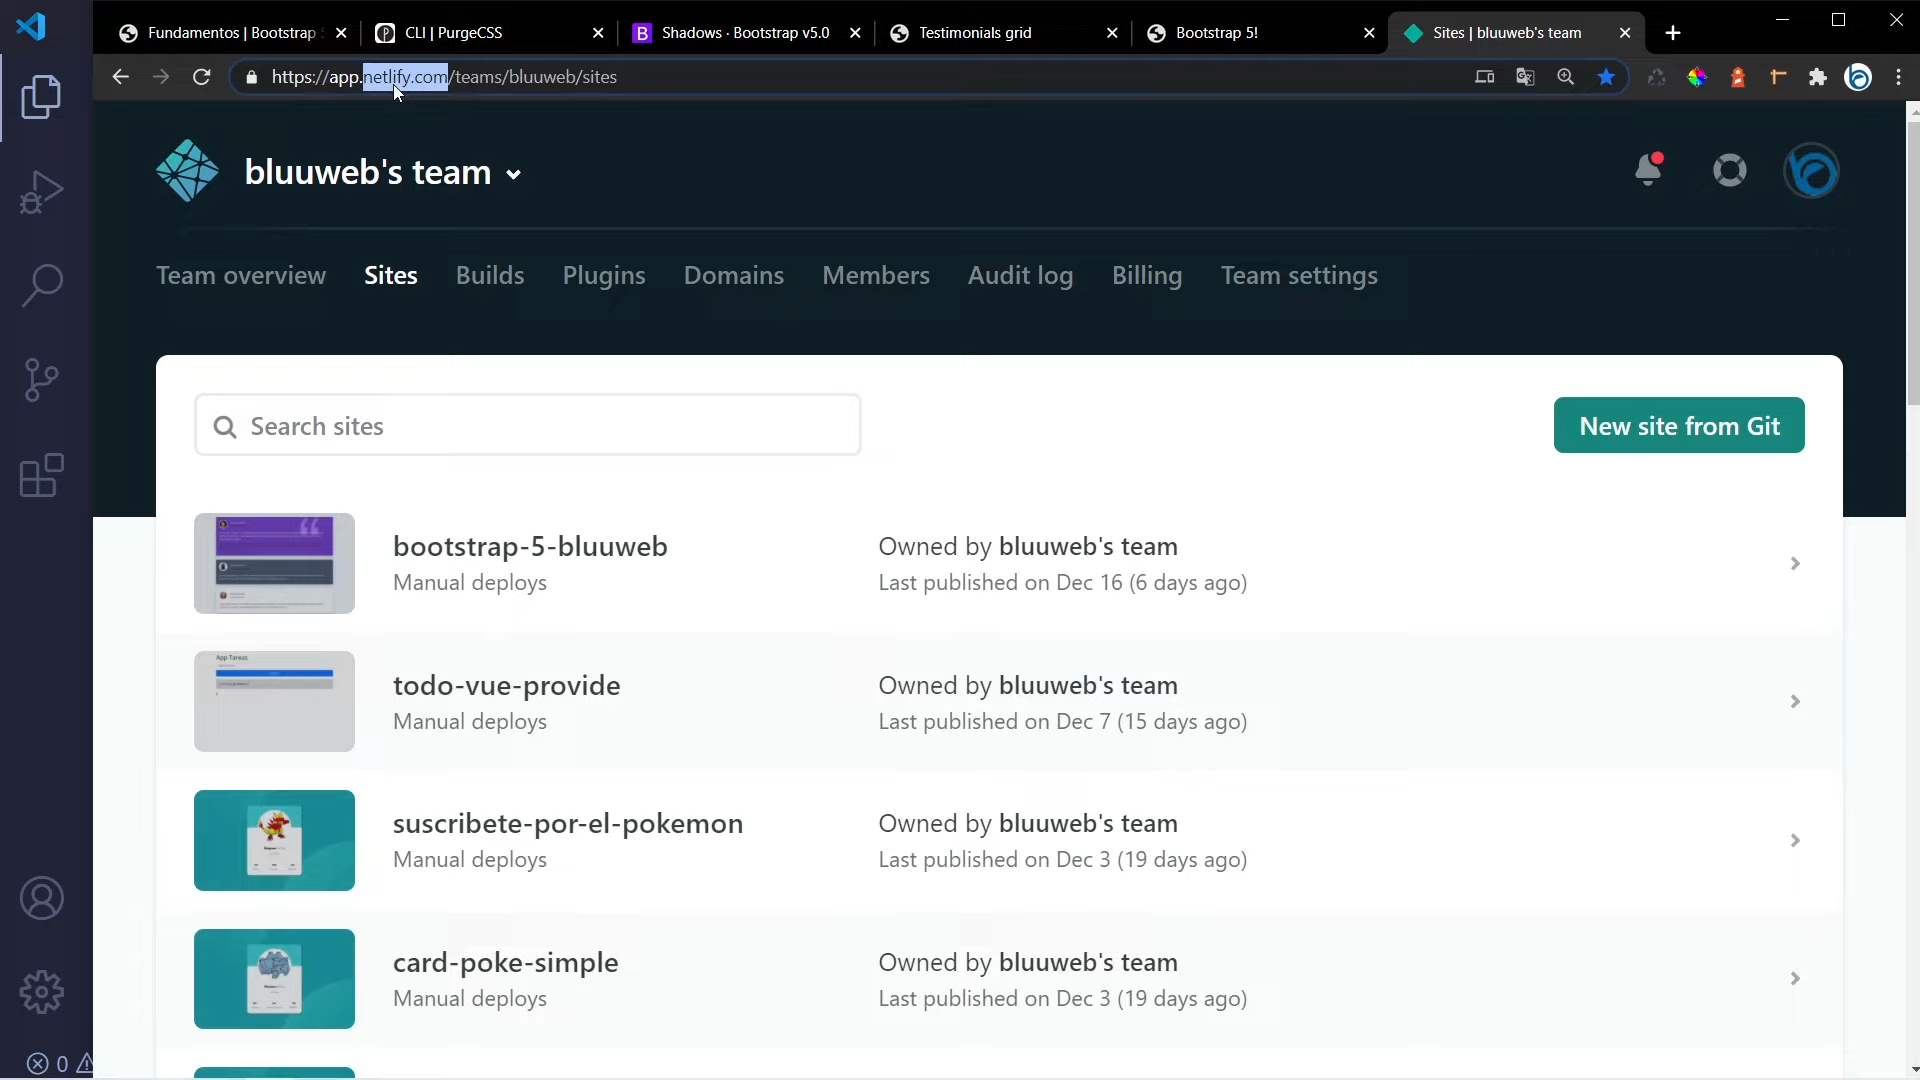 Fundamentos | Bootstrap
CLI | PurgeCSS
Shadows · Bootstrap v5.0
Testimonials grid
Bootstrap 5!
Sites | bluuweb's team
https://app.netlify.com/teams/bluuweb/sites
bluuweb's team
Team overview
Sites
Builds
Plugins
Domains
Members
Audit log
Billing
Team settings
Search sites
New site from Git
bootstrap-5-bluuweb
Manual deploys
Owned by bluuweb's team
Last published on Dec 16 (6 days ago)
App Tareas
todo-vue-provide
Manual deploys
Owned by bluuweb's team
Last published on Dec 7 (15 days ago)
suscribete-por-el-pokemon
Manual deploys
Owned by bluuweb's team
Last published on Dec 3 (19 days ago)
card-poke-simple
Manual deploys
Owned by bluuweb's team
Last published on Dec 3 (19 days ago)
0